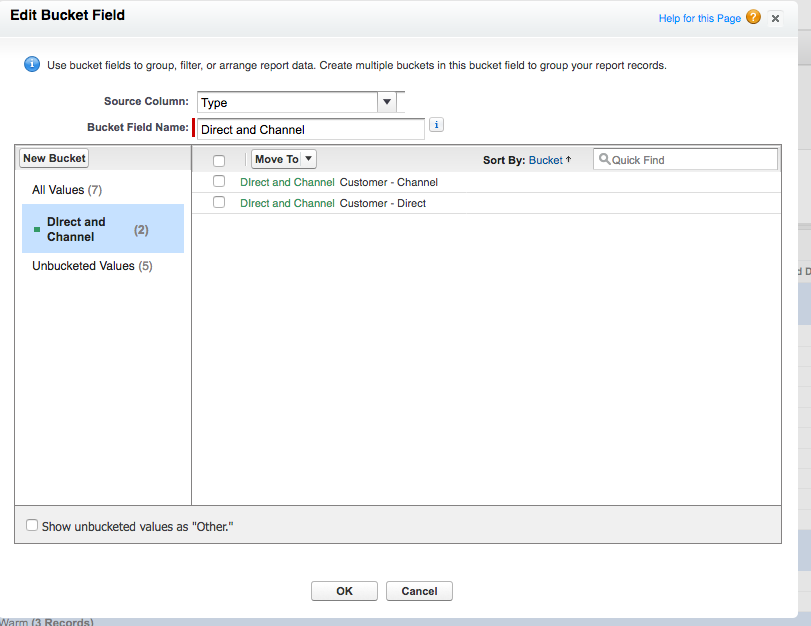 Edit Bucket Field
Help for this Page ?
Use bucket fields to group, filter, or arrange report data. Create multiple buckets in this bucket field to group your report records.
Source Column: Type
Bucket Field Name: Direct and Channel
New Bucket
Move To
Sort By: Bucket
Quick Find
All Values (7)
DIrect and Channel Customer - Channel
DIrect and
Channel
(2)
DIrect and Channel Customer - Direct
Unbucketed Values (5)
d D
Show unbucketed values as "Other."
OK
Cancel
Warm (3 Records)